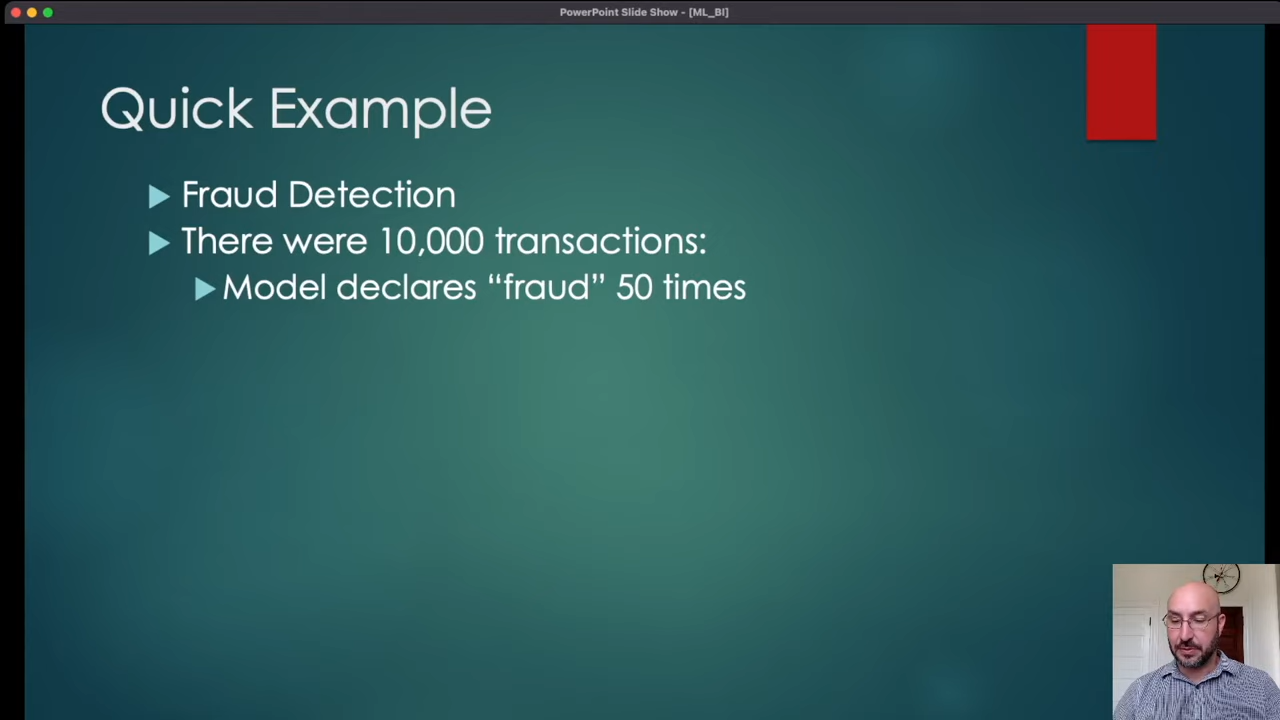 PowerPoint Slide Show - [ML_BI]
Quick Example
Fraud Detection
There were 10,000 transactions:
Model declares “fraud” 50 times